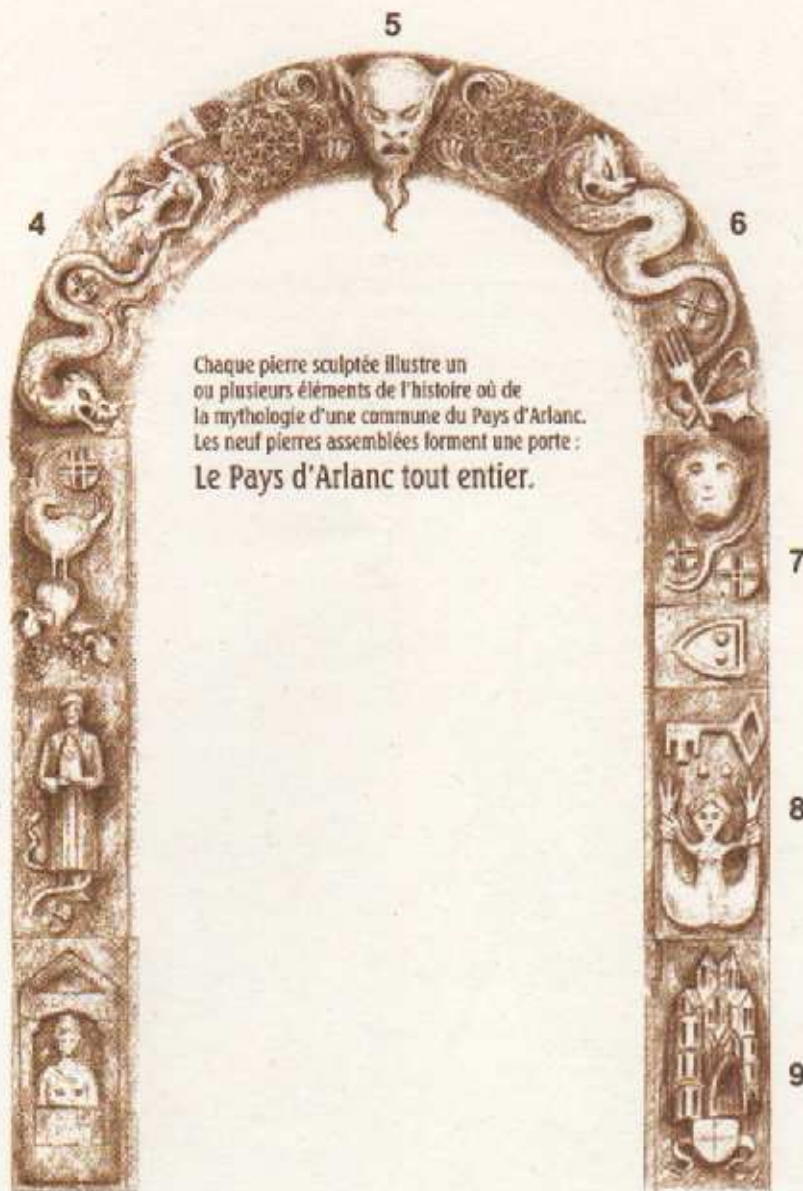 5
4
6
Chaque pierre sculptée illustre un
ou plusieurs éléments de l'histoire où de
la mythologie d'une commune du Pays d'Arlanc.
Les neuf pierres assemblées forment une porte :
Le Pays d'Arlanc tout entier.
7
8
9